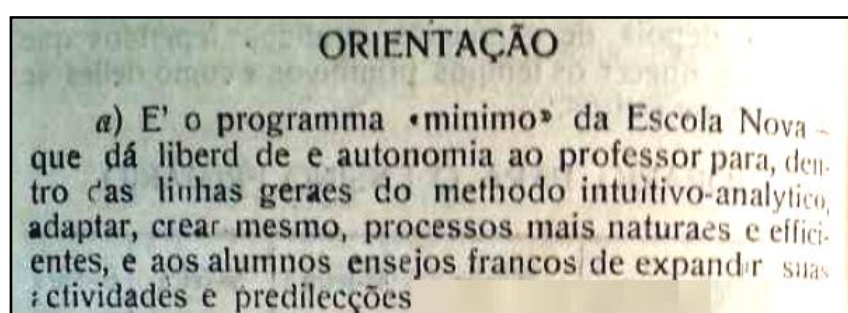 ORIENTAÇÃO
a) E' o programma «minimo» da Escola Nova -
que dá liberd de e autonomia ao professor para, den-
tro das linhas geraes do methodo intuitivo-analytico,
adaptar, crear mesmo, processos mais naturaes e effici-
entes, e aos alumnos ensejos francos de expandir suas
actividades e predilecções